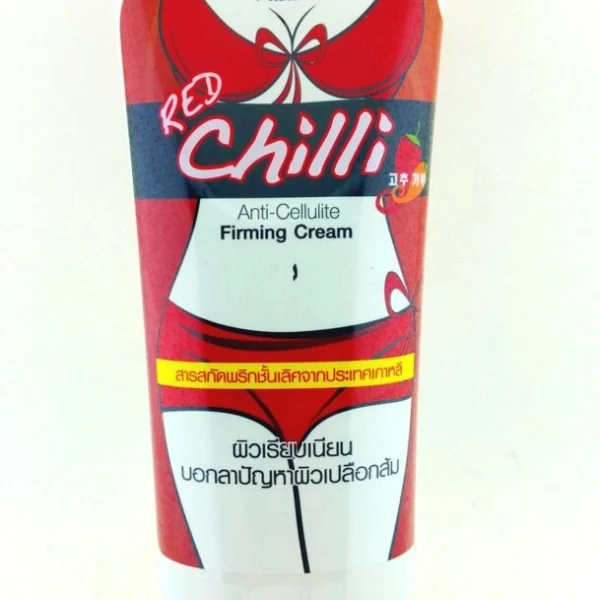 RED
Chilli
고추
Anti-Cellulite
Firming Cream
สารสกัดพริกชั้นเลิศจากประเทศเกาหลี
ผิวเรียบเนียน
บอกลาปัญหาผิวเปลือกส้ม